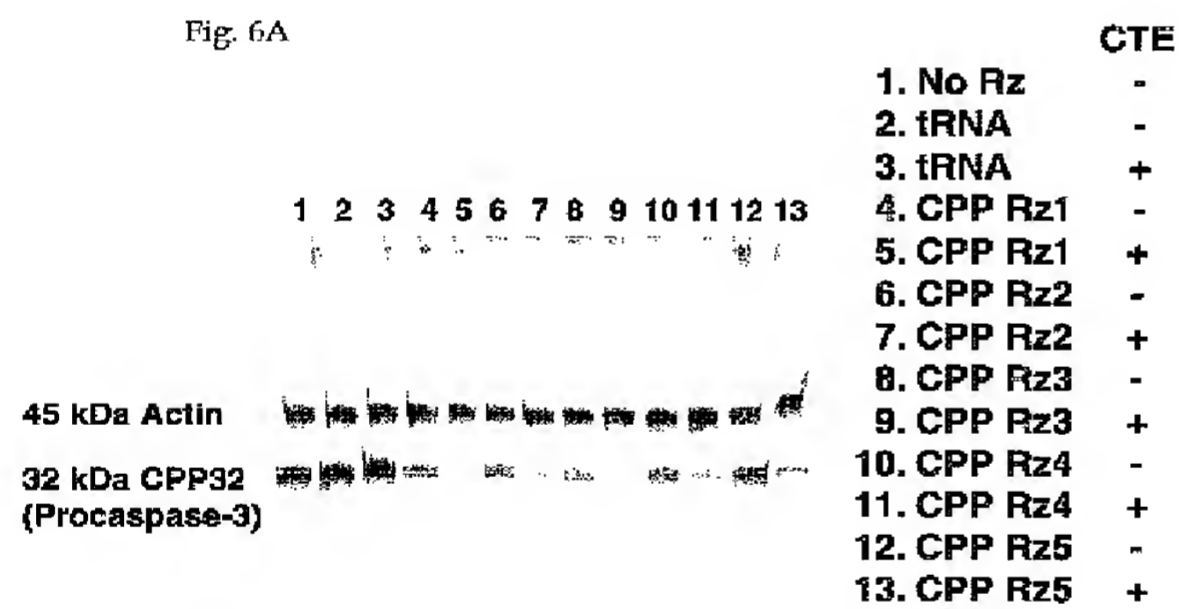 Fig. 6A
CTE
1. No Rz -
2. tRNA -
3. tRNA +
1 2 3 4 5 6 7 8 9 10 11 12 13
4. CPP Rz1 -
5. CPP Rz1 +
6. CPP Rz2 -
7. CPP Rz2 +
8. CPP Rz3 -
45 kDa Actin
9. CPP Rz3 +
10. CPP Rz4 -
32 kDa CPP32
(Procaspase-3)
11. CPP Rz4 +
12. CPP Rz5 -
13. CPP Rz5 +